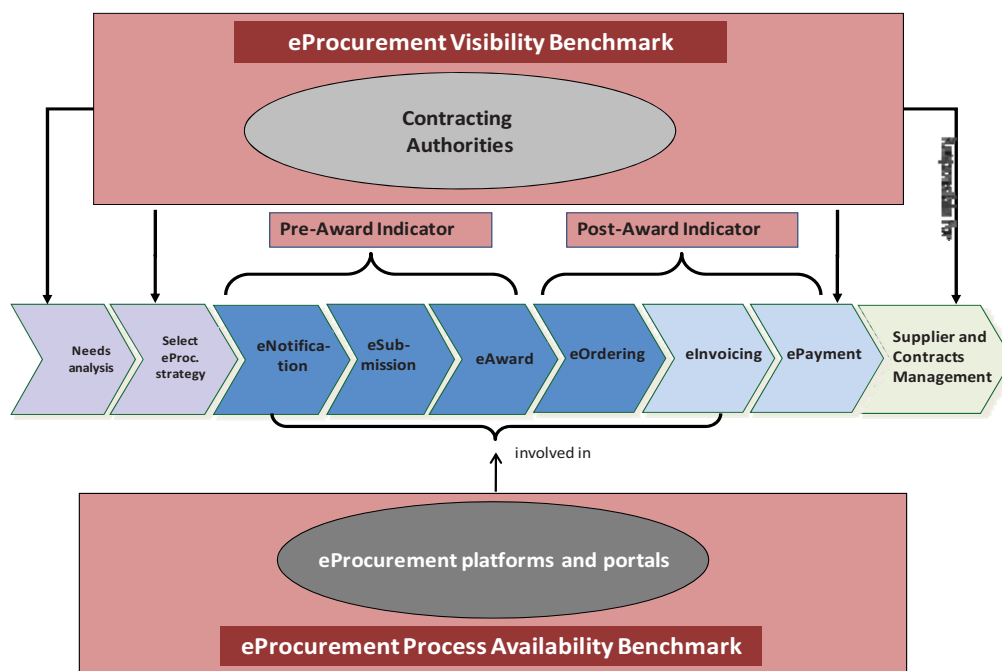 eProcurement Visibility Benchmark
Contracting
Authorities
Pre-Award Indicator
Post-Award Indicator
Needs
analysis
Select
eProc.
strategy
eNotifica-
tion
eSub-
mission
eAward
eOrdering
eInvoicing
ePayment
Supplier and
Contracts
Management
involved in
eProcurement platforms and portals
eProcurement Process Availability Benchmark